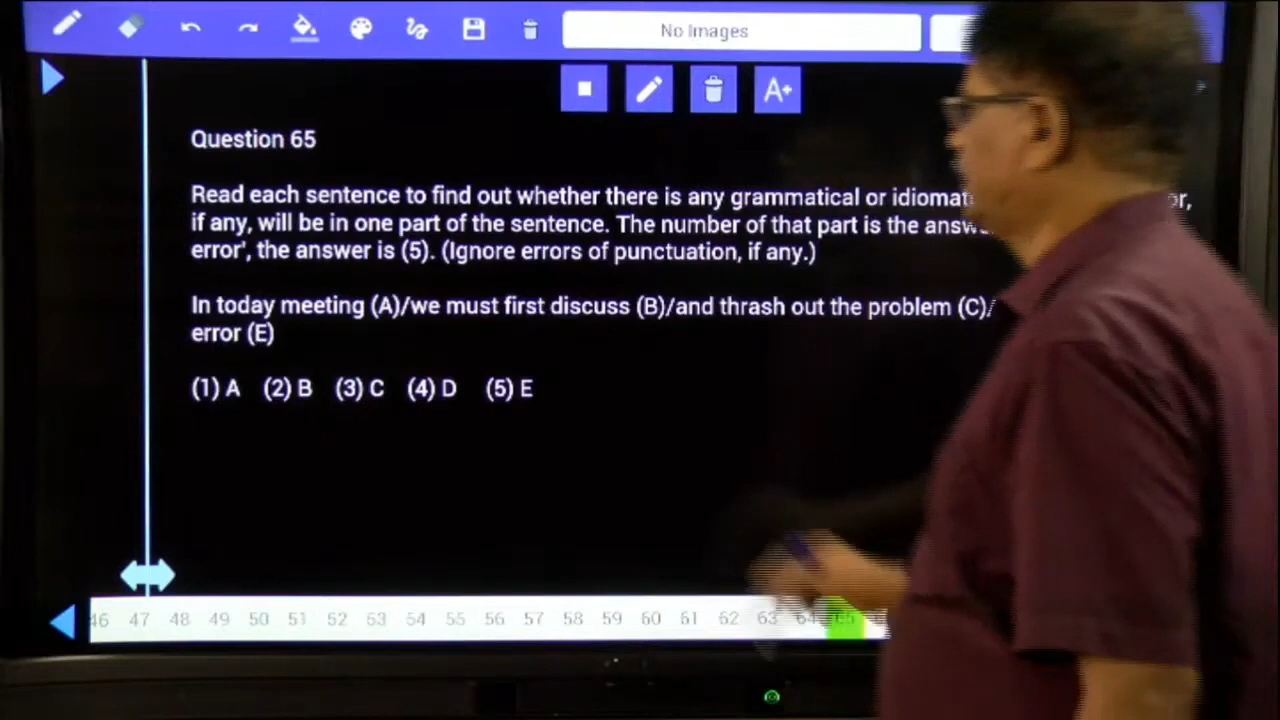 No Images
A+
Question 65
Read each sentence to find out whether there is any grammatical or
if any, will be in one part of the sentence. The number of that part is the
error', the answer is (5). (Ignore errors of punctuation, if any.)
In today meeting (A)/we must first discuss (B)/and thrash out the problem (C)/
error (E)
(1) A (2) B (3) C (4) D (5) E
46 47 48 49 50 51 52 53 54 55 56 57 58 59 60 61 62 63 64 65